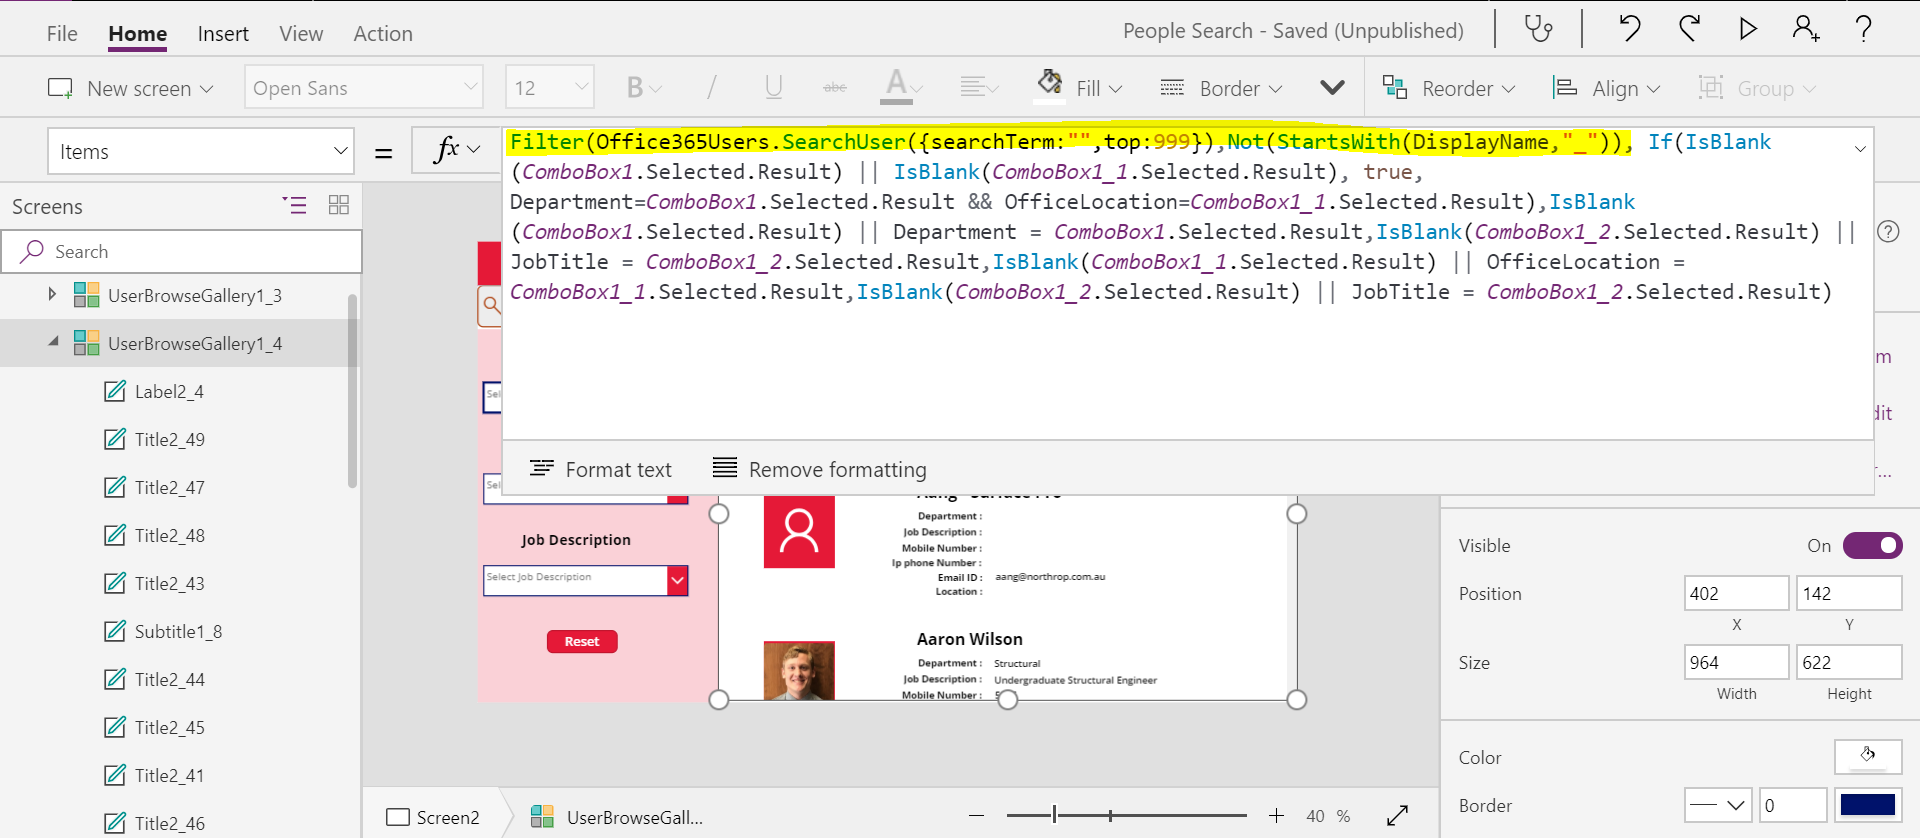 File Home Insert View Action People Search - Saved (Unpublished)
New screen Open Sans 12 B / U abc A Fill Border Reorder Align Group
Items = fx
Filter(Office365Users.SearchUser({searchTerm:"",top:999}),Not(StartsWith(DisplayName,"_")), If(IsBlank
(ComboBox1.Selected.Result) || IsBlank(ComboBox1_1.Selected.Result), true,
Department=ComboBox1.Selected.Result && OfficeLocation=ComboBox1_1.Selected.Result),IsBlank
(ComboBox1.Selected.Result) || Department = ComboBox1.Selected.Result,IsBlank(ComboBox1_2.Selected.Result) ||
JobTitle = ComboBox1_2.Selected.Result,IsBlank(ComboBox1_1.Selected.Result) || OfficeLocation =
ComboBox1_1.Selected.Result,IsBlank(ComboBox1_2.Selected.Result) || JobTitle = ComboBox1_2.Selected.Result)
Format text Remove formatting
Screens
Search
UserBrowseGallery1_3
UserBrowseGallery1_4
Label2_4
Title2_49
Title2_47
Title2_48
Title2_43
Subtitle1_8
Title2_44
Title2_45
Title2_41
Title2_46
Sel
Sel
Job Description
Select Job Description
Reset
Aang - Surface Pro
Department :
Job Description :
Mobile Number :
Ip phone Number :
Email ID : aang@northrop.com.au
Location :
Aaron Wilson
Department : Structural
Job Description : Undergraduate Structural Engineer
Mobile Number :
m
dit
r...
Visible On
Position 402 142
X Y
Size 964 622
Width Height
Color
Border 0
Screen2 UserBrowseGall... 40 %